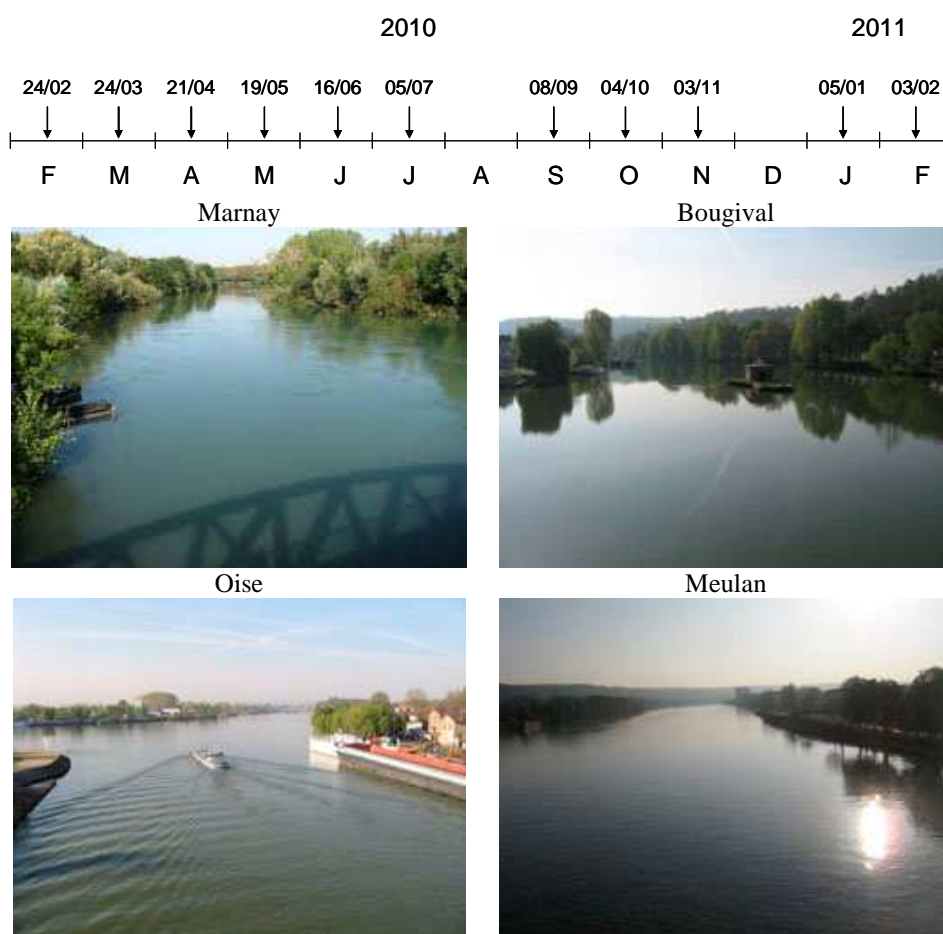 2010 2011
24/02 24/03 21/04 19/05 16/06 05/07 08/09 04/10 03/11 05/01 03/02
F M A M J J A S O N D J F
Marnay Bougival
Oise Meulan